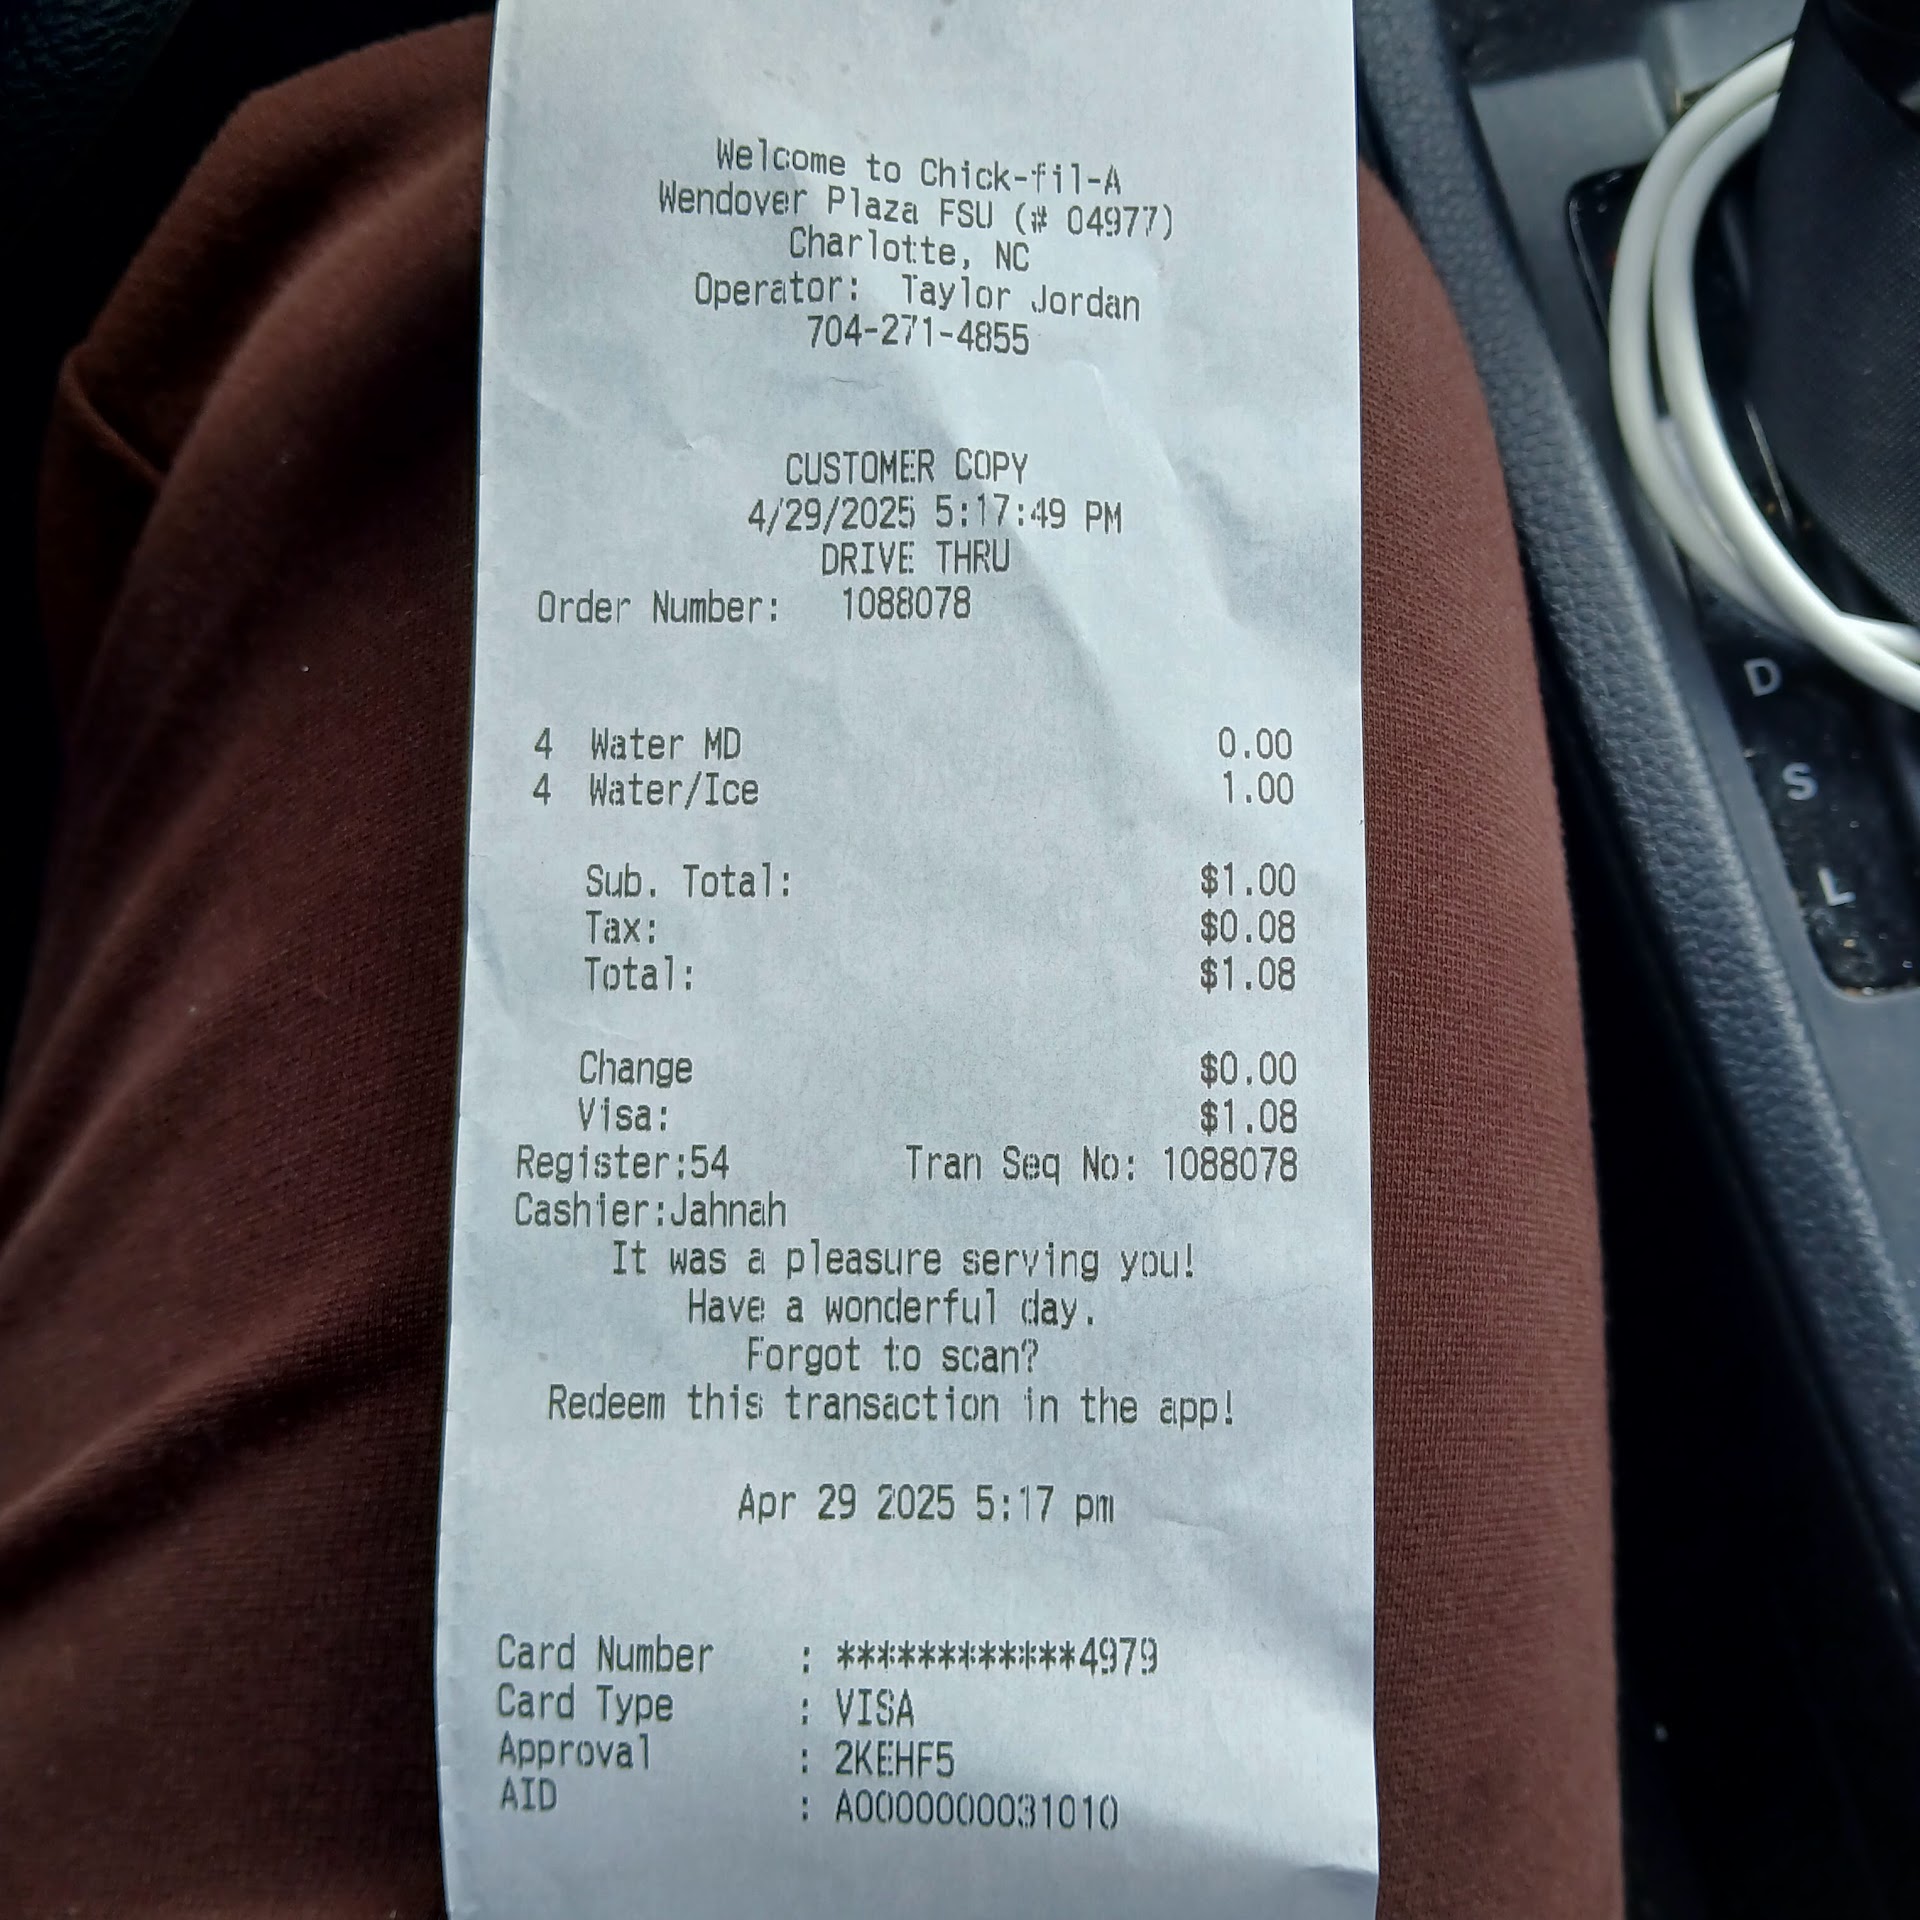 Welcome to Chick-fil-A
Wendover Plaza FSU (# 04977)
Charlotte, NC
Operator: Taylor Jordan
704-271-4855
CUSTOMER COPY
4/29/2025 5:17:49 PM
DRIVE THRU
Order Number: 1088078
4 Water MD 0.00
4 Water/Ice 1.00
Sub. Total: $1.00
Tax: $0.08
Total: $1.08
Change $0.00
Visa: $1.08
Register:54 Tran Seq No: 1088078
Cashier:Jahnah
It was a pleasure serving you!
Have a wonderful day.
Forgot to scan?
Redeem this transaction in the app!
Apr 29 2025 5:17 pm
Card Number : ************4979
Card Type : VISA
Approval : 2KEHF5
AID : A0000000031010
D
S
L